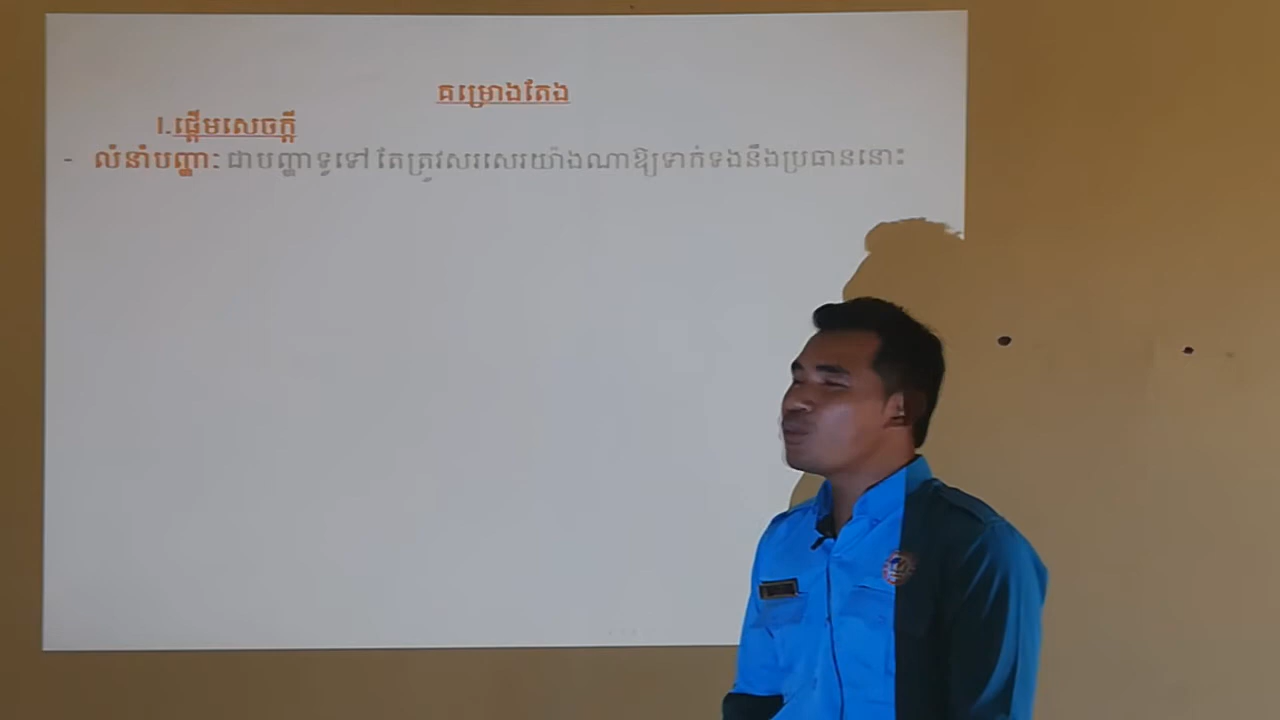 គម្រោងតែង
I.ផ្តើមសេចក្តី
- លំនាំបញ្ហា: ជាបញ្ហាទូទៅ តែត្រូវសរសេរយ៉ាងណាឱ្យទាក់ទងនឹងប្រធាននោះ